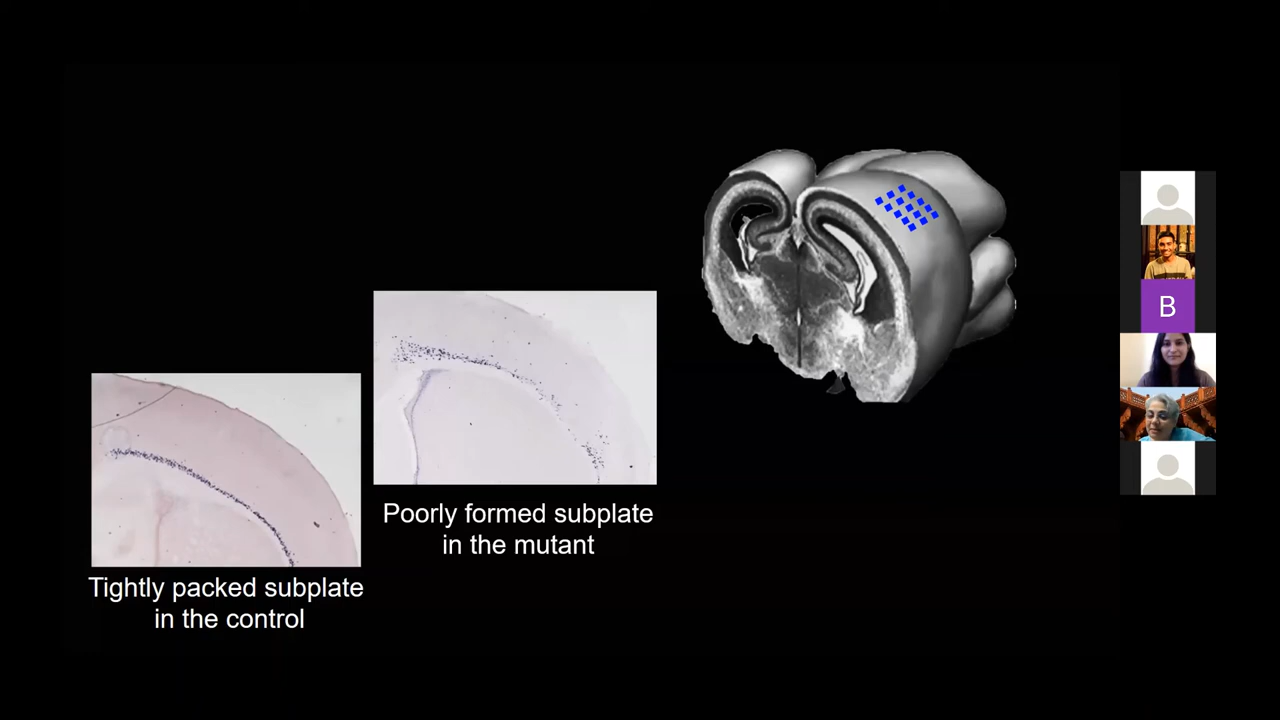 Poorly formed subplate
in the mutant
Tightly packed subplate
in the control
B